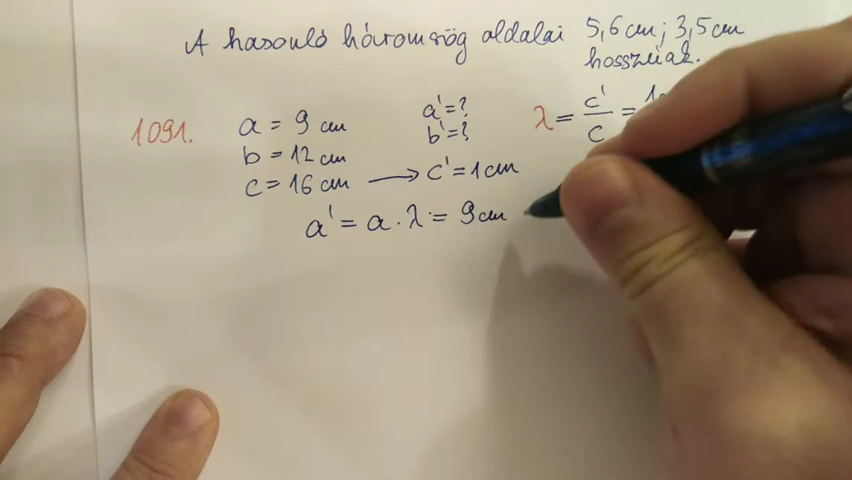 A hasonló háromszög oldalai 5,6 cm; 3,5 cm
hosszúak.
1091. a = 9 cm a' = ? λ = c'/c =
b = 12 cm b' = ?
c = 16 cm → c' = 1 cm
a' = a · λ = 9 cm